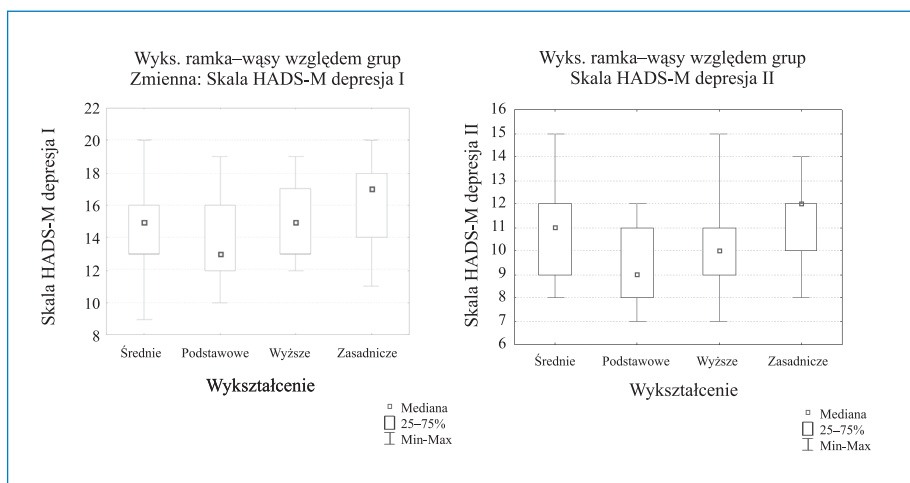 Wyks. ramka–wąsy względem grup
Zmienna: Skala HADS-M depresja I
Skala HADS-M depresja I
22
20
18
16
14
12
10
8
Średnie Podstawowe Wyższe Zasadnicze
Wykształcenie
Mediana
25–75%
Min-Max
Wyks. ramka–wąsy względem grup
Skala HADS-M depresja II
Skala HADS-M depresja II
16
15
14
13
12
11
10
9
8
7
6
Średnie Podstawowe Wyższe Zasadnicze
Wykształcenie
Mediana
25–75%
Min-Max